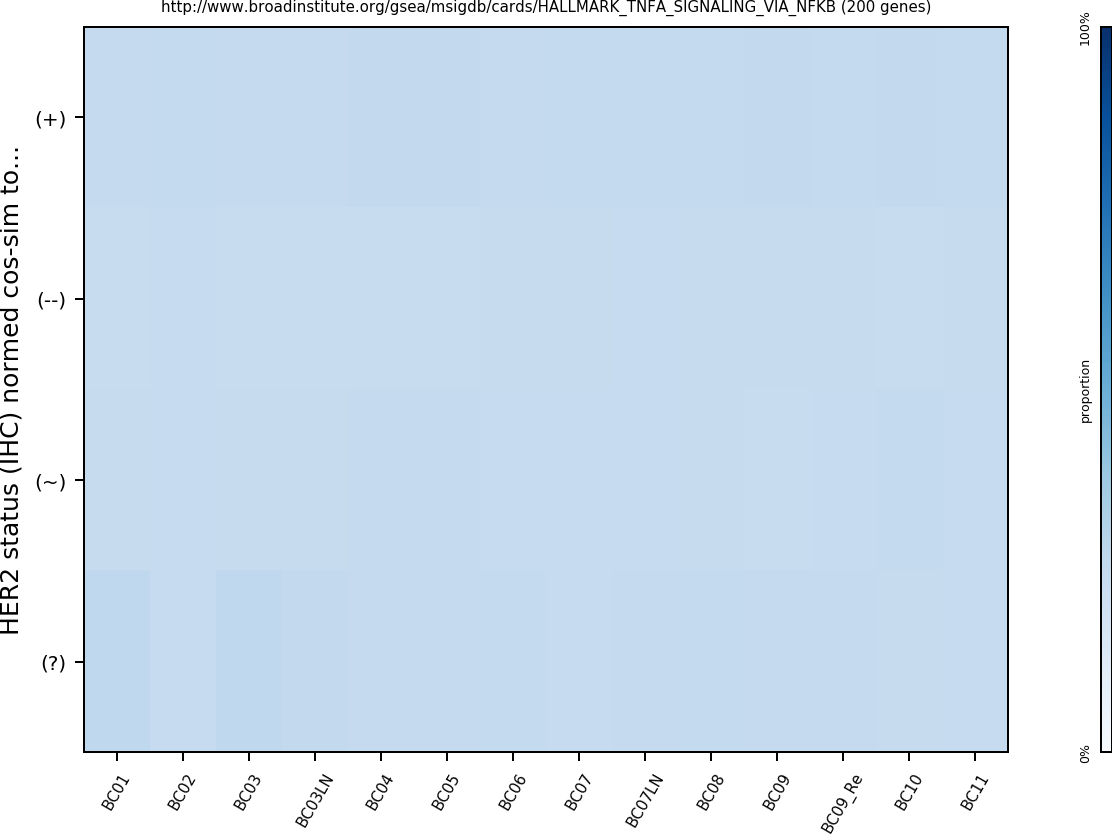 http://www.broadinstitute.org/gsea/msigdb/cards/HALLMARK_TNFA_SIGNALING_VIA_NFKB (200 genes)
HER2 status (IHC) normed cos-sim to...
(+)
(--)
(~)
(?)
BC01
BC02
BC03
BC03LN
BC04
BC05
BC06
BC07
BC07LN
BC08
BC09
BC09_Re
BC10
BC11
100%
proportion
0%